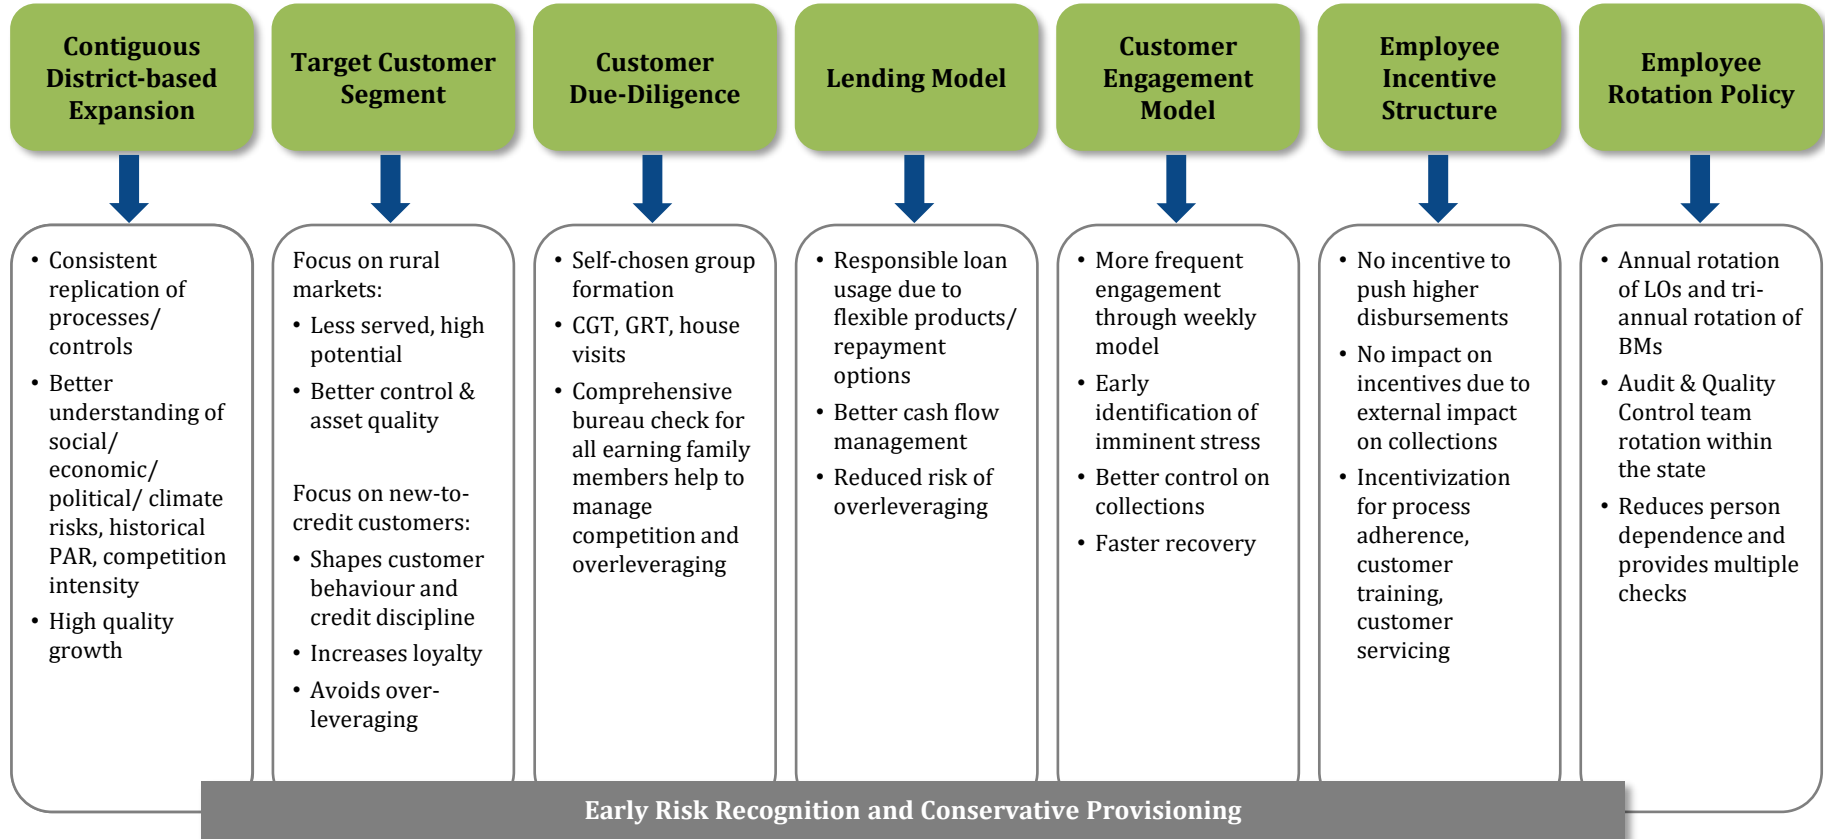 Contiguous
District-based
Expansion
Target Customer
Segment
Customer
Due-Diligence
Lending Model
Customer
Engagement
Model
Employee
Incentive
Structure
Employee
Rotation Policy
• Consistent
replication of
processes/
controls
• Better
understanding of
social/
economic/
political/ climate
risks, historical
PAR, competition
intensity
• High quality
growth
Focus on rural
markets:
• Less served, high
potential
• Better control &
asset quality
Focus on new-to-
credit customers:
• Shapes customer
behaviour and
credit discipline
• Increases loyalty
• Avoids over-
leveraging
• Self-chosen group
formation
• CGT, GRT, house
visits
• Comprehensive
bureau check for
all earning family
members help to
manage
competition and
overleveraging
• Responsible loan
usage due to
flexible products/
repayment
options
• Better cash flow
management
• Reduced risk of
overleveraging
• More frequent
engagement
through weekly
model
• Early
identification of
imminent stress
• Better control on
collections
• Faster recovery
• No incentive to
push higher
disbursements
• No impact on
incentives due to
external impact
on collections
• Incentivization
for process
adherence,
customer
training,
customer
servicing
• Annual rotation
of LOs and tri-
annual rotation of
BMs
• Audit & Quality
Control team
rotation within
the state
• Reduces person
dependence and
provides multiple
checks
Early Risk Recognition and Conservative Provisioning